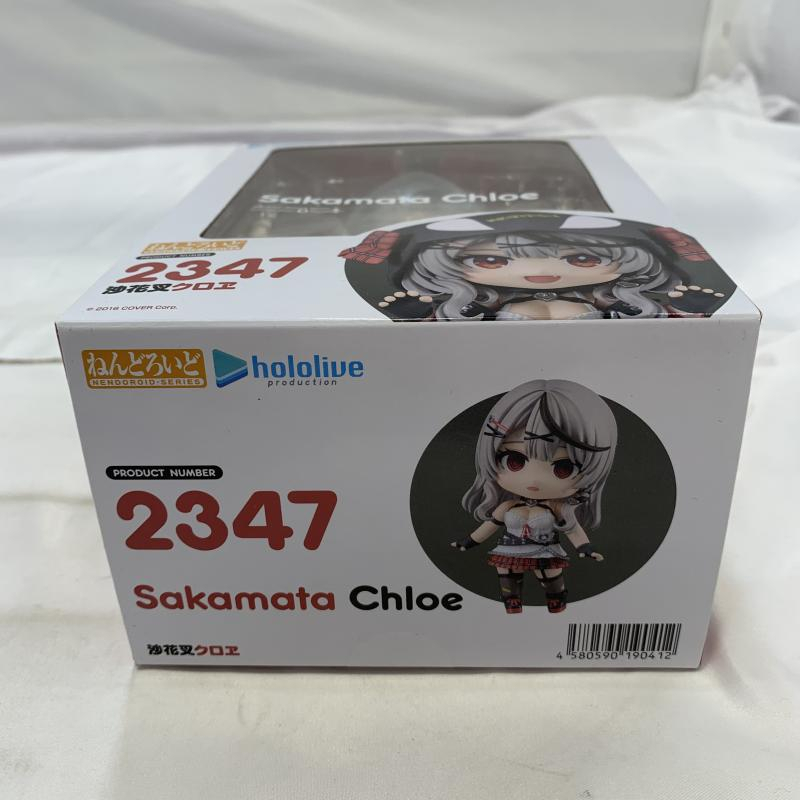 Sakamata Chloe
ねんどろいど
PRODUCT NUMBER
2347
沙花叉クロヱ
© 2016 COVER Corp.
ねんどろいど
NENDOROID-SERIES
hololive
production
PRODUCT NUMBER
2347
Sakamata Chloe
沙花叉クロヱ
4 580590 190412